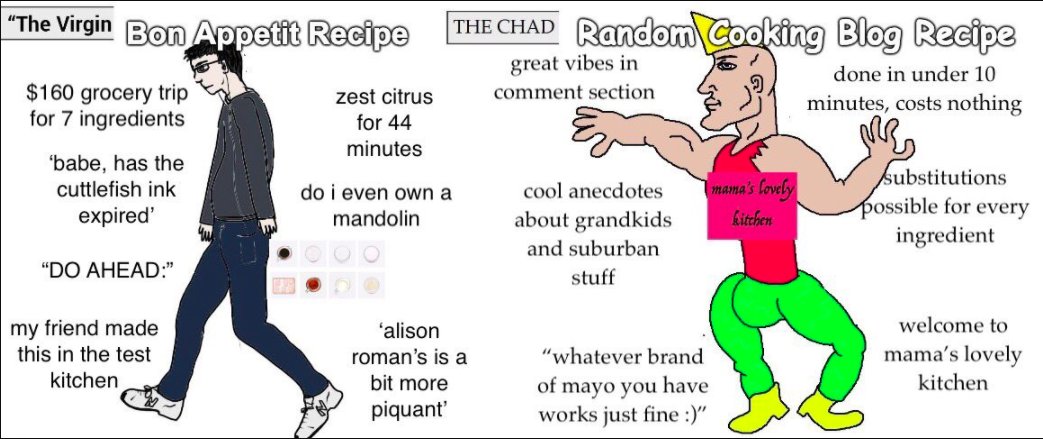 "The Virgin
Bon Appetit Recipe
$160 grocery trip
for 7 ingredients
zest citrus
for 44
minutes
'babe, has the
cuttlefish ink
expired'
do i even own a
mandolin
"DO AHEAD:"
my friend made
this in the test
kitchen
'alison
roman's is a
bit more
piquant'
THE CHAD
Random Cooking Blog Recipe
great vibes in
comment section
done in under 10
minutes, costs nothing
mama's lovely
kitchen
cool anecdotes
about grandkids
and suburban
stuff
substitutions
possible for every
ingredient
"whatever brand
of mayo you have
works just fine :)"
welcome to
mama's lovely
kitchen